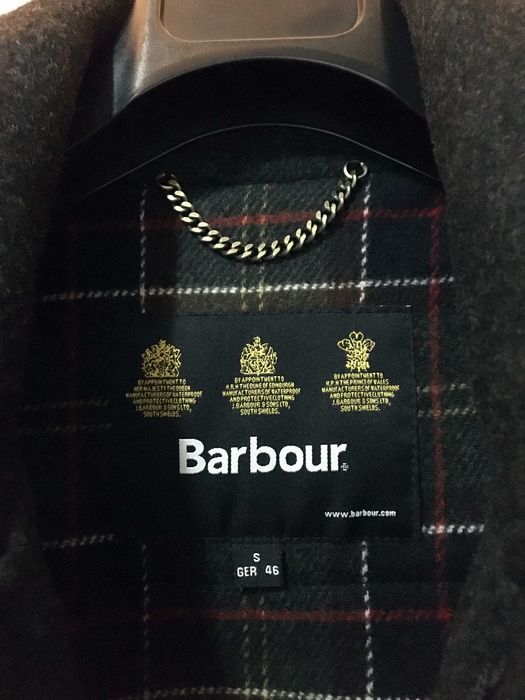 BY APPOINTMENT TO
HER MAJESTY THE QUEEN
MANUFACTURERS OF WATERPROOF
AND PROTECTIVE CLOTHING
J. BARBOUR & SONS LTD,
SOUTH SHIELDS.
BY APPOINTMENT TO
H.R.H. THE DUKE OF EDINBURGH
MANUFACTURERS OF WATERPROOF
AND PROTECTIVE CLOTHING
J. BARBOUR & SONS LTD,
SOUTH SHIELDS.
BY APPOINTMENT TO
H.R.H. THE PRINCE OF WALES
MANUFACTURERS OF WATERPROOF
AND PROTECTIVE CLOTHING
J. BARBOUR & SONS LTD,
SOUTH SHIELDS.
Barbour
www.barbour.com
S
GER 46